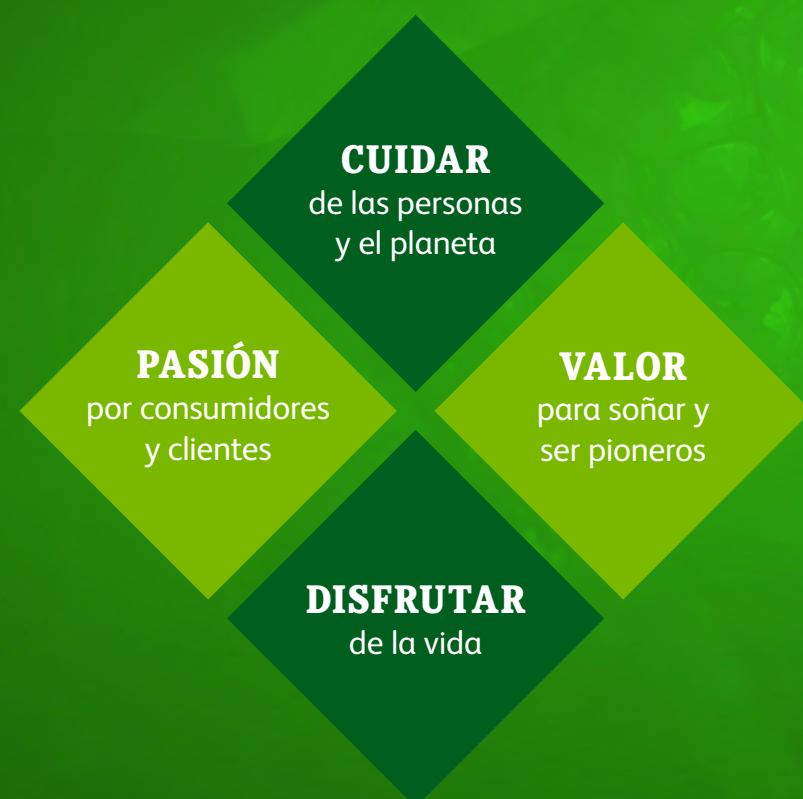 CUIDAR
de las personas
y el planeta
PASIÓN
por consumidores
y clientes
VALOR
para soñar y
ser pioneros
DISFRUTAR
de la vida